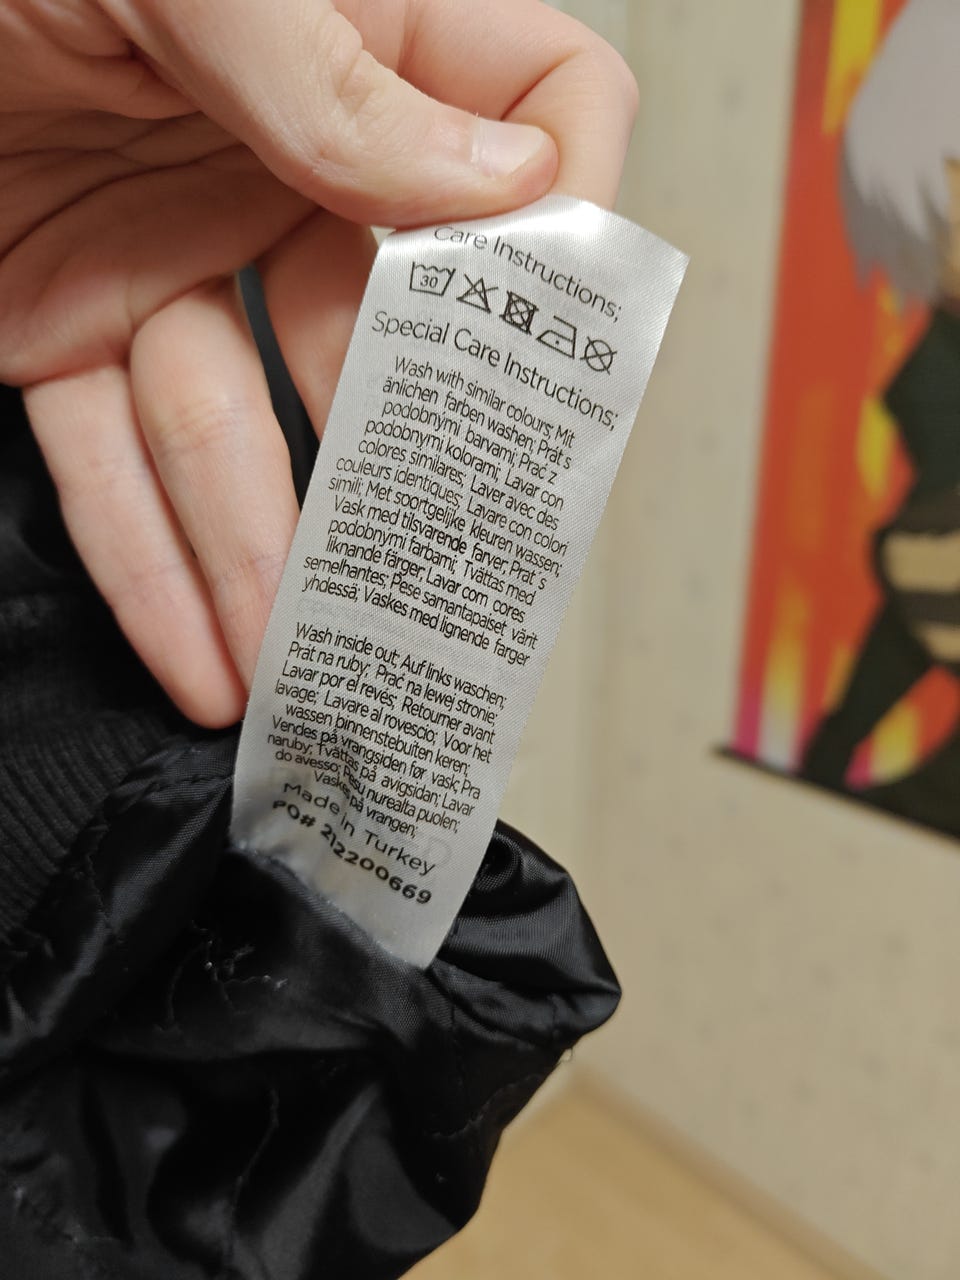 Care Instructions;
30
Special Care Instructions;
Wash with similar colours; Mit
änlichen farben washen; Prát s
podobnými barvami; Prać z
podobnymi kolorami; Lavar con
colores similares; Laver avec des
couleurs identiques; Lavare con colori
simili; Met soortgelijke kleuren wassen;
Vask med tilsvarende farver; Prat s
podobnymi farbami; Tvättas med
liknande färger; Lavar com cores
semelhantes; Pese samantapaiset värit
yhdessä; Vaskes med lignende farger
Wash inside out; Auf links waschen;
Prát na ruby; Prać na lewej stronie;
Lavar por el revés; Retourner avant
lavage; Lavare al rovescio; Voor het
wassen binnenstebuiten keren,
Vendes på vrangsiden før vask; Pra
naruby; Tvättas på avigsidan; Lavar
do avesso; Pesu nurealta puolen;
Vaskes på vrangen;
Made In Turkey
PO# 212200669